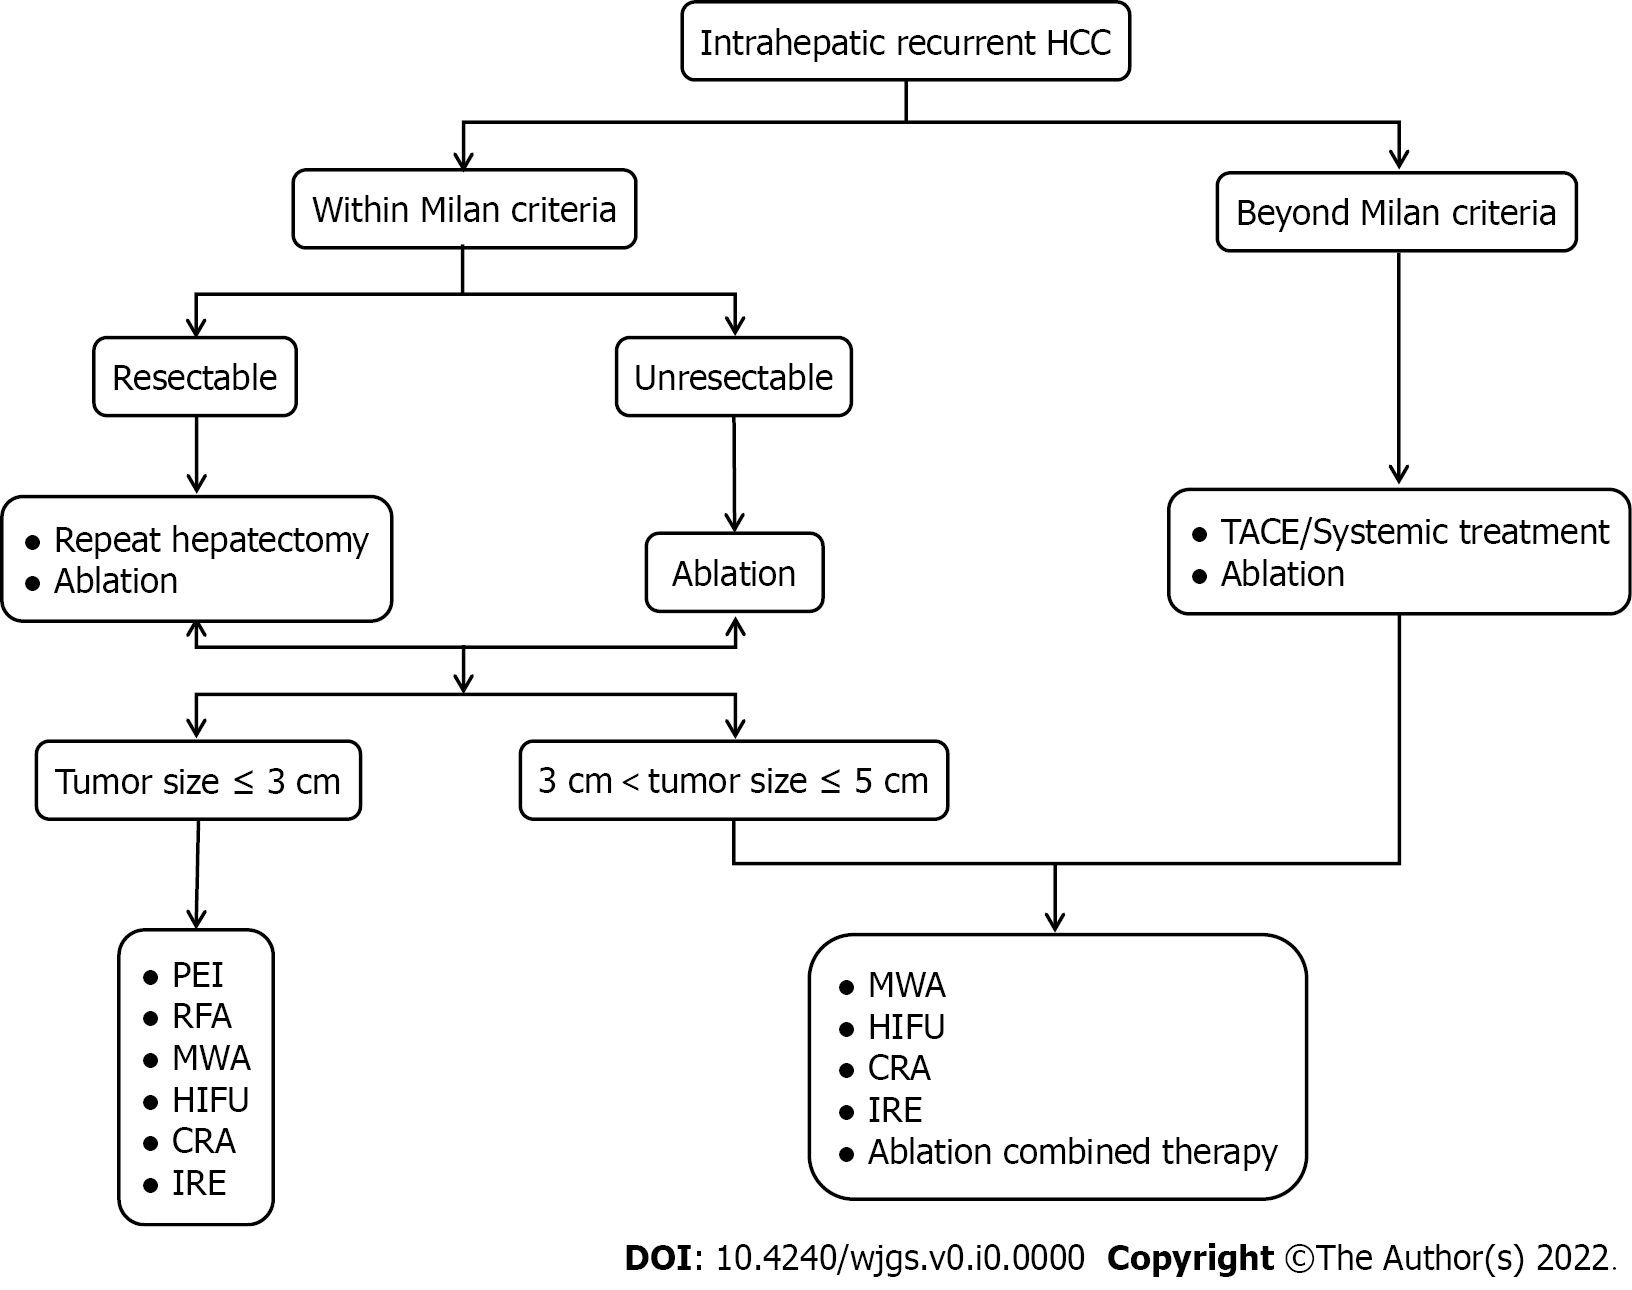 Intrahepatic recurrent HCC
Within Milan criteria
Beyond Milan criteria
Resectable
Unresectable
● Repeat hepatectomy
● Ablation
Ablation
● TACE/Systemic treatment
● Ablation
Tumor size ≤ 3 cm
3 cm < tumor size ≤ 5 cm
● PEI
● RFA
● MWA
● HIFU
● CRA
● IRE
● MWA
● HIFU
● CRA
● IRE
● Ablation combined therapy
DOI: 10.4240/wjgs.v0.i0.0000 Copyright ©The Author(s) 2022.